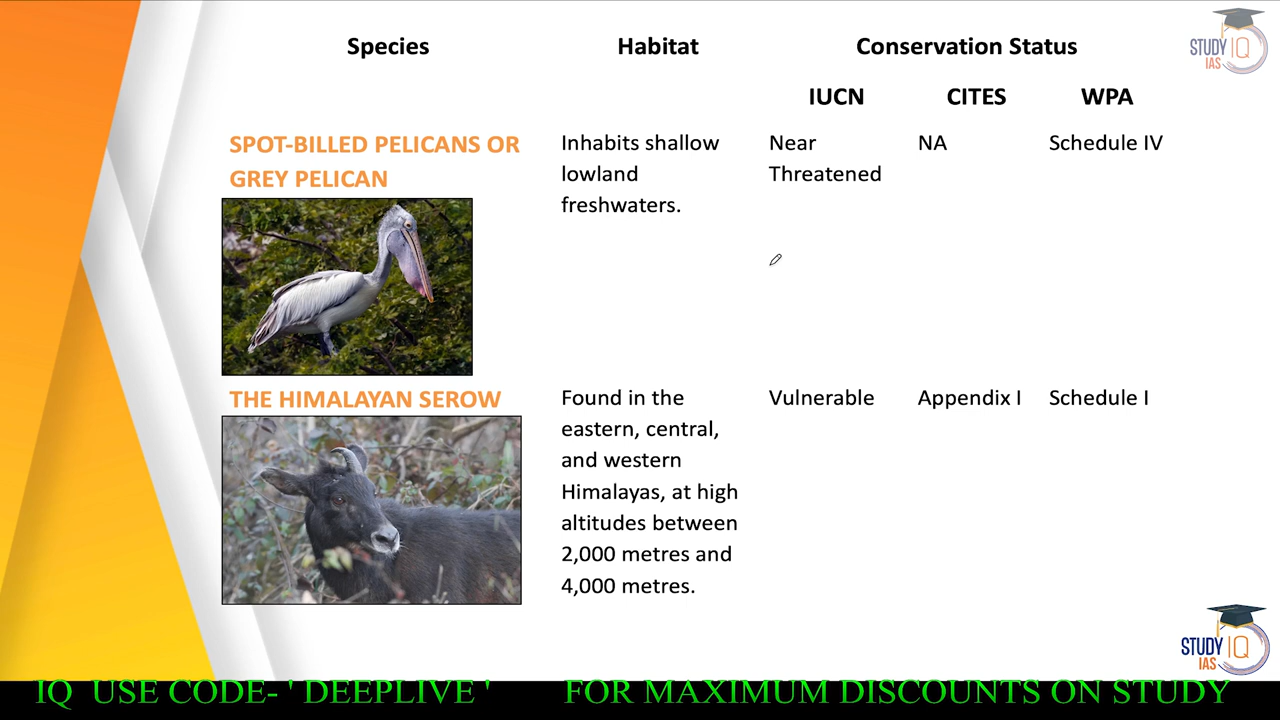 Species Habitat Conservation Status
STUDY IQ
IAS
IUCN CITES WPA
SPOT-BILLED PELICANS OR
GREY PELICAN
Inhabits shallow
lowland
freshwaters.
Near
Threatened
NA
Schedule IV
THE HIMALAYAN SEROW
Found in the
eastern, central,
and western
Himalayas, at high
altitudes between
2,000 metres and
4,000 metres.
Vulnerable
Appendix I
Schedule I
STUDY IQ
IAS
IQ USE CODE- ' DEEPLIVE ' FOR MAXIMUM DISCOUNTS ON STUDY